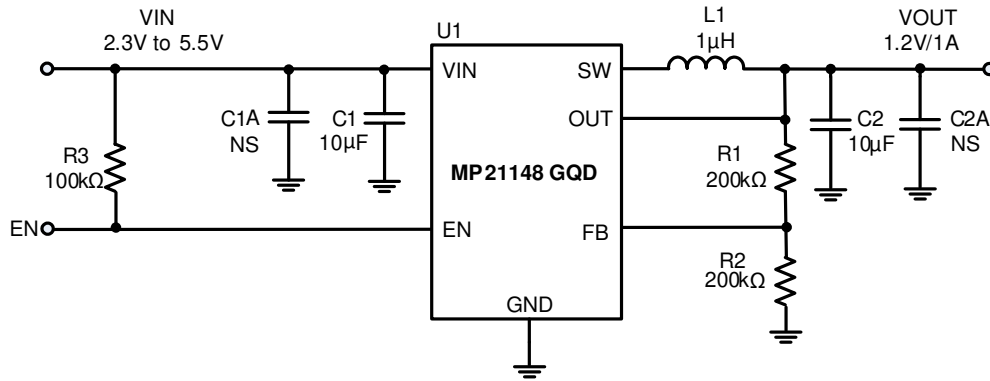 VIN
2.3V to 5.5V
U1
L1
1µH
VOUT
1.2V/1A
VIN
SW
C1A
NS
C1
10µF
OUT
C2
10µF
C2A
NS
R3
100kΩ
MP21148 GQD
R1
200kΩ
EN
EN
FB
R2
200kΩ
GND